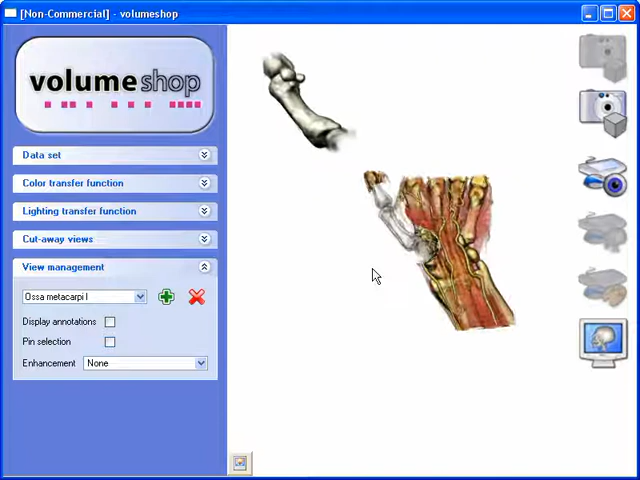 [Non-Commercial] - volumeshop
volumeshop
Data set
Color transfer function
Lighting transfer function
Cut-away views
View management
Ossa metacarpi I
Display annotations
Pin selection
Enhancement None